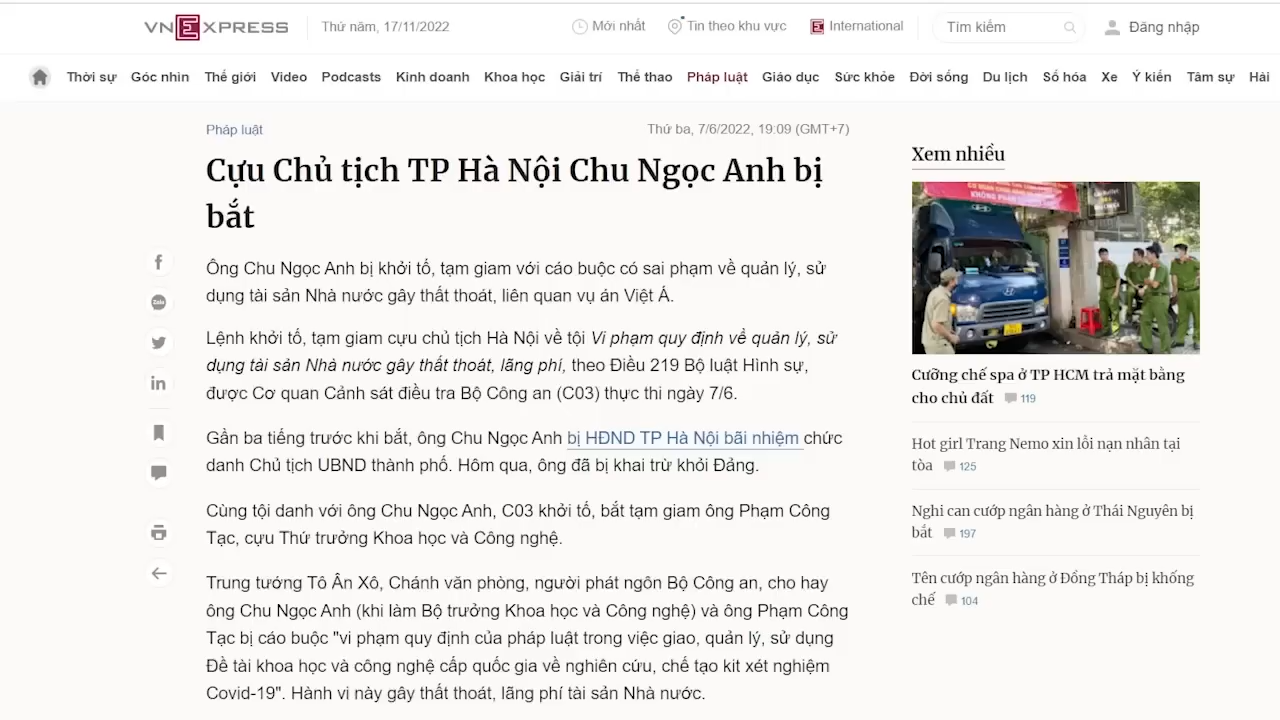 VNEXPRESS
Thứ năm, 17/11/2022
Mới nhất
Tin theo khu vực
International
Tìm kiếm
Đăng nhập
Thời sự Góc nhìn Thế giới Video Podcasts Kinh doanh Khoa học Giải trí Thể thao Pháp luật Giáo dục Sức khỏe Đời sống Du lịch Số hóa Xe Ý kiến Tâm sự Hài
Pháp luật
Thứ ba, 7/6/2022, 19:09 (GMT+7)
Cựu Chủ tịch TP Hà Nội Chu Ngọc Anh bị
bắt
Ông Chu Ngọc Anh bị khởi tố, tạm giam với cáo buộc có sai phạm về quản lý, sử
dụng tài sản Nhà nước gây thất thoát, liên quan vụ án Việt Á.
Lệnh khởi tố, tạm giam cựu chủ tịch Hà Nội về tội Vi phạm quy định về quản lý, sử
dụng tài sản Nhà nước gây thất thoát, lãng phí, theo Điều 219 Bộ luật Hình sự,
được Cơ quan Cảnh sát điều tra Bộ Công an (C03) thực thi ngày 7/6.
Gần ba tiếng trước khi bắt, ông Chu Ngọc Anh bị HĐND TP Hà Nội bãi nhiệm chức
danh Chủ tịch UBND thành phố. Hôm qua, ông đã bị khai trừ khỏi Đảng.
Cùng tội danh với ông Chu Ngọc Anh, C03 khởi tố, bắt tạm giam ông Phạm Công
Tạc, cựu Thứ trưởng Khoa học và Công nghệ.
Trung tướng Tô Ân Xô, Chánh văn phòng, người phát ngôn Bộ Công an, cho hay
ông Chu Ngọc Anh (khi làm Bộ trưởng Khoa học và Công nghệ) và ông Phạm Công
Tạc bị cáo buộc "vi phạm quy định của pháp luật trong việc giao, quản lý, sử dụng
Đề tài khoa học và công nghệ cấp quốc gia về nghiên cứu, chế tạo kit xét nghiệm
Covid-19". Hành vi này gây thất thoát, lãng phí tài sản Nhà nước.
Zalo
Xem nhiều
Cưỡng chế spa ở TP HCM trả mặt bằng
cho chủ đất 119
Hot girl Trang Nemo xin lỗi nạn nhân tại
tòa 125
Nghi can cướp ngân hàng ở Thái Nguyên bị
bắt 197
Tên cướp ngân hàng ở Đồng Tháp bị khống
chế 104